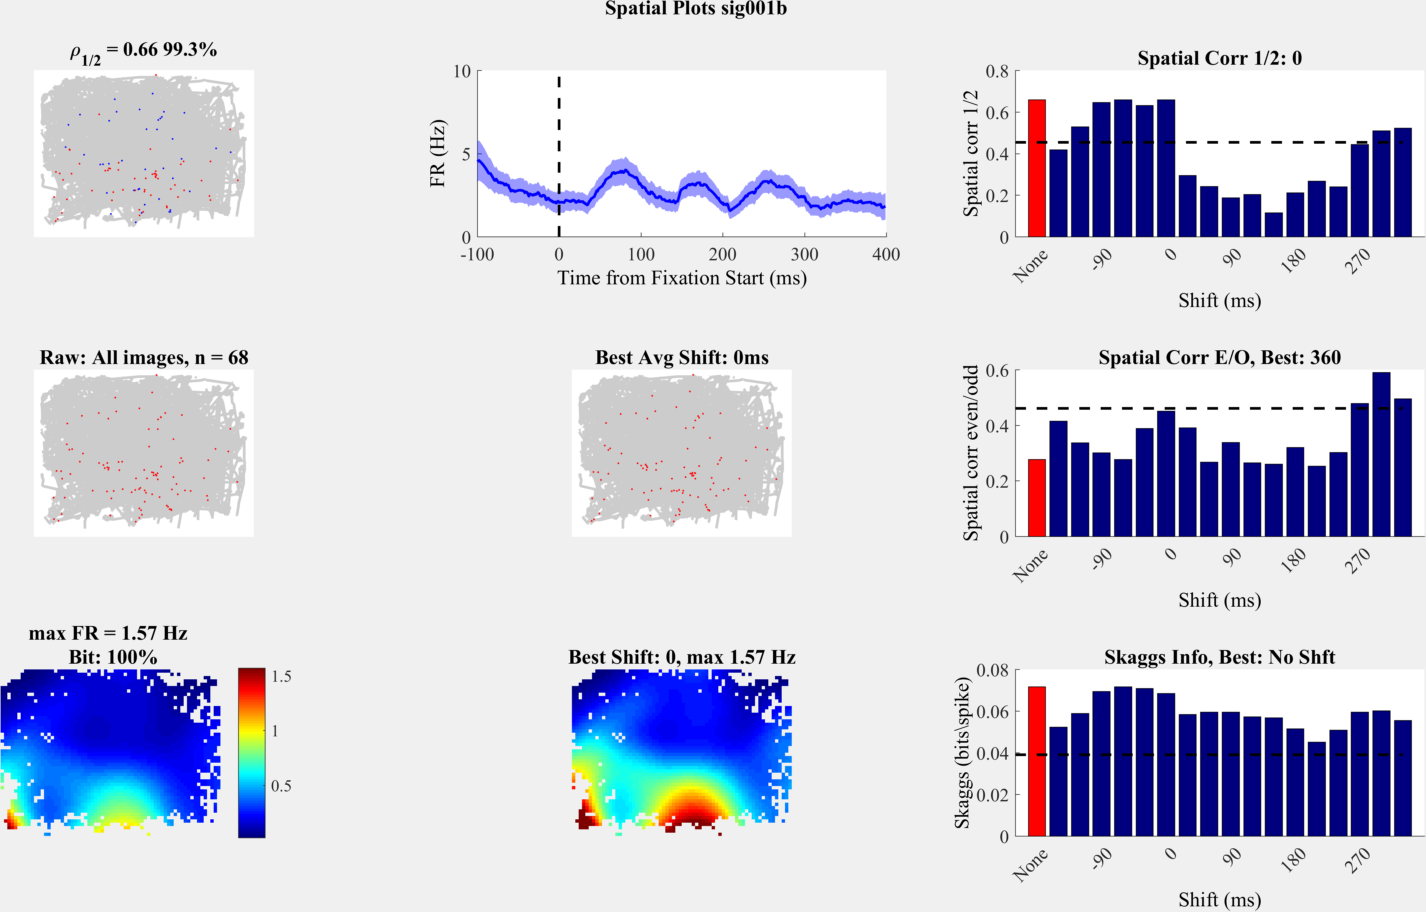 Spatial Plots sig001b
ρ1/2 = 0.66 99.3%
10
5
0
FR (Hz)
-100 0 100 200 300 400
Time from Fixation Start (ms)
Spatial Corr 1/2: 0
0.8
0.6
0.4
0.2
0
Spatial corr 1/2
None -90 0 90 180 270
Shift (ms)
Raw: All images, n = 68
Best Avg Shift: 0ms
Spatial Corr E/O, Best: 360
0.6
0.4
0.2
0
Spatial corr even/odd
None -90 0 90 180 270
Shift (ms)
max FR = 1.57 Hz
Bit: 100%
1.5
1
0.5
Best Shift: 0, max 1.57 Hz
Skaggs Info, Best: No Shft
0.08
0.06
0.04
0.02
0
Skaggs (bits\spike)
None -90 0 90 180 270
Shift (ms)